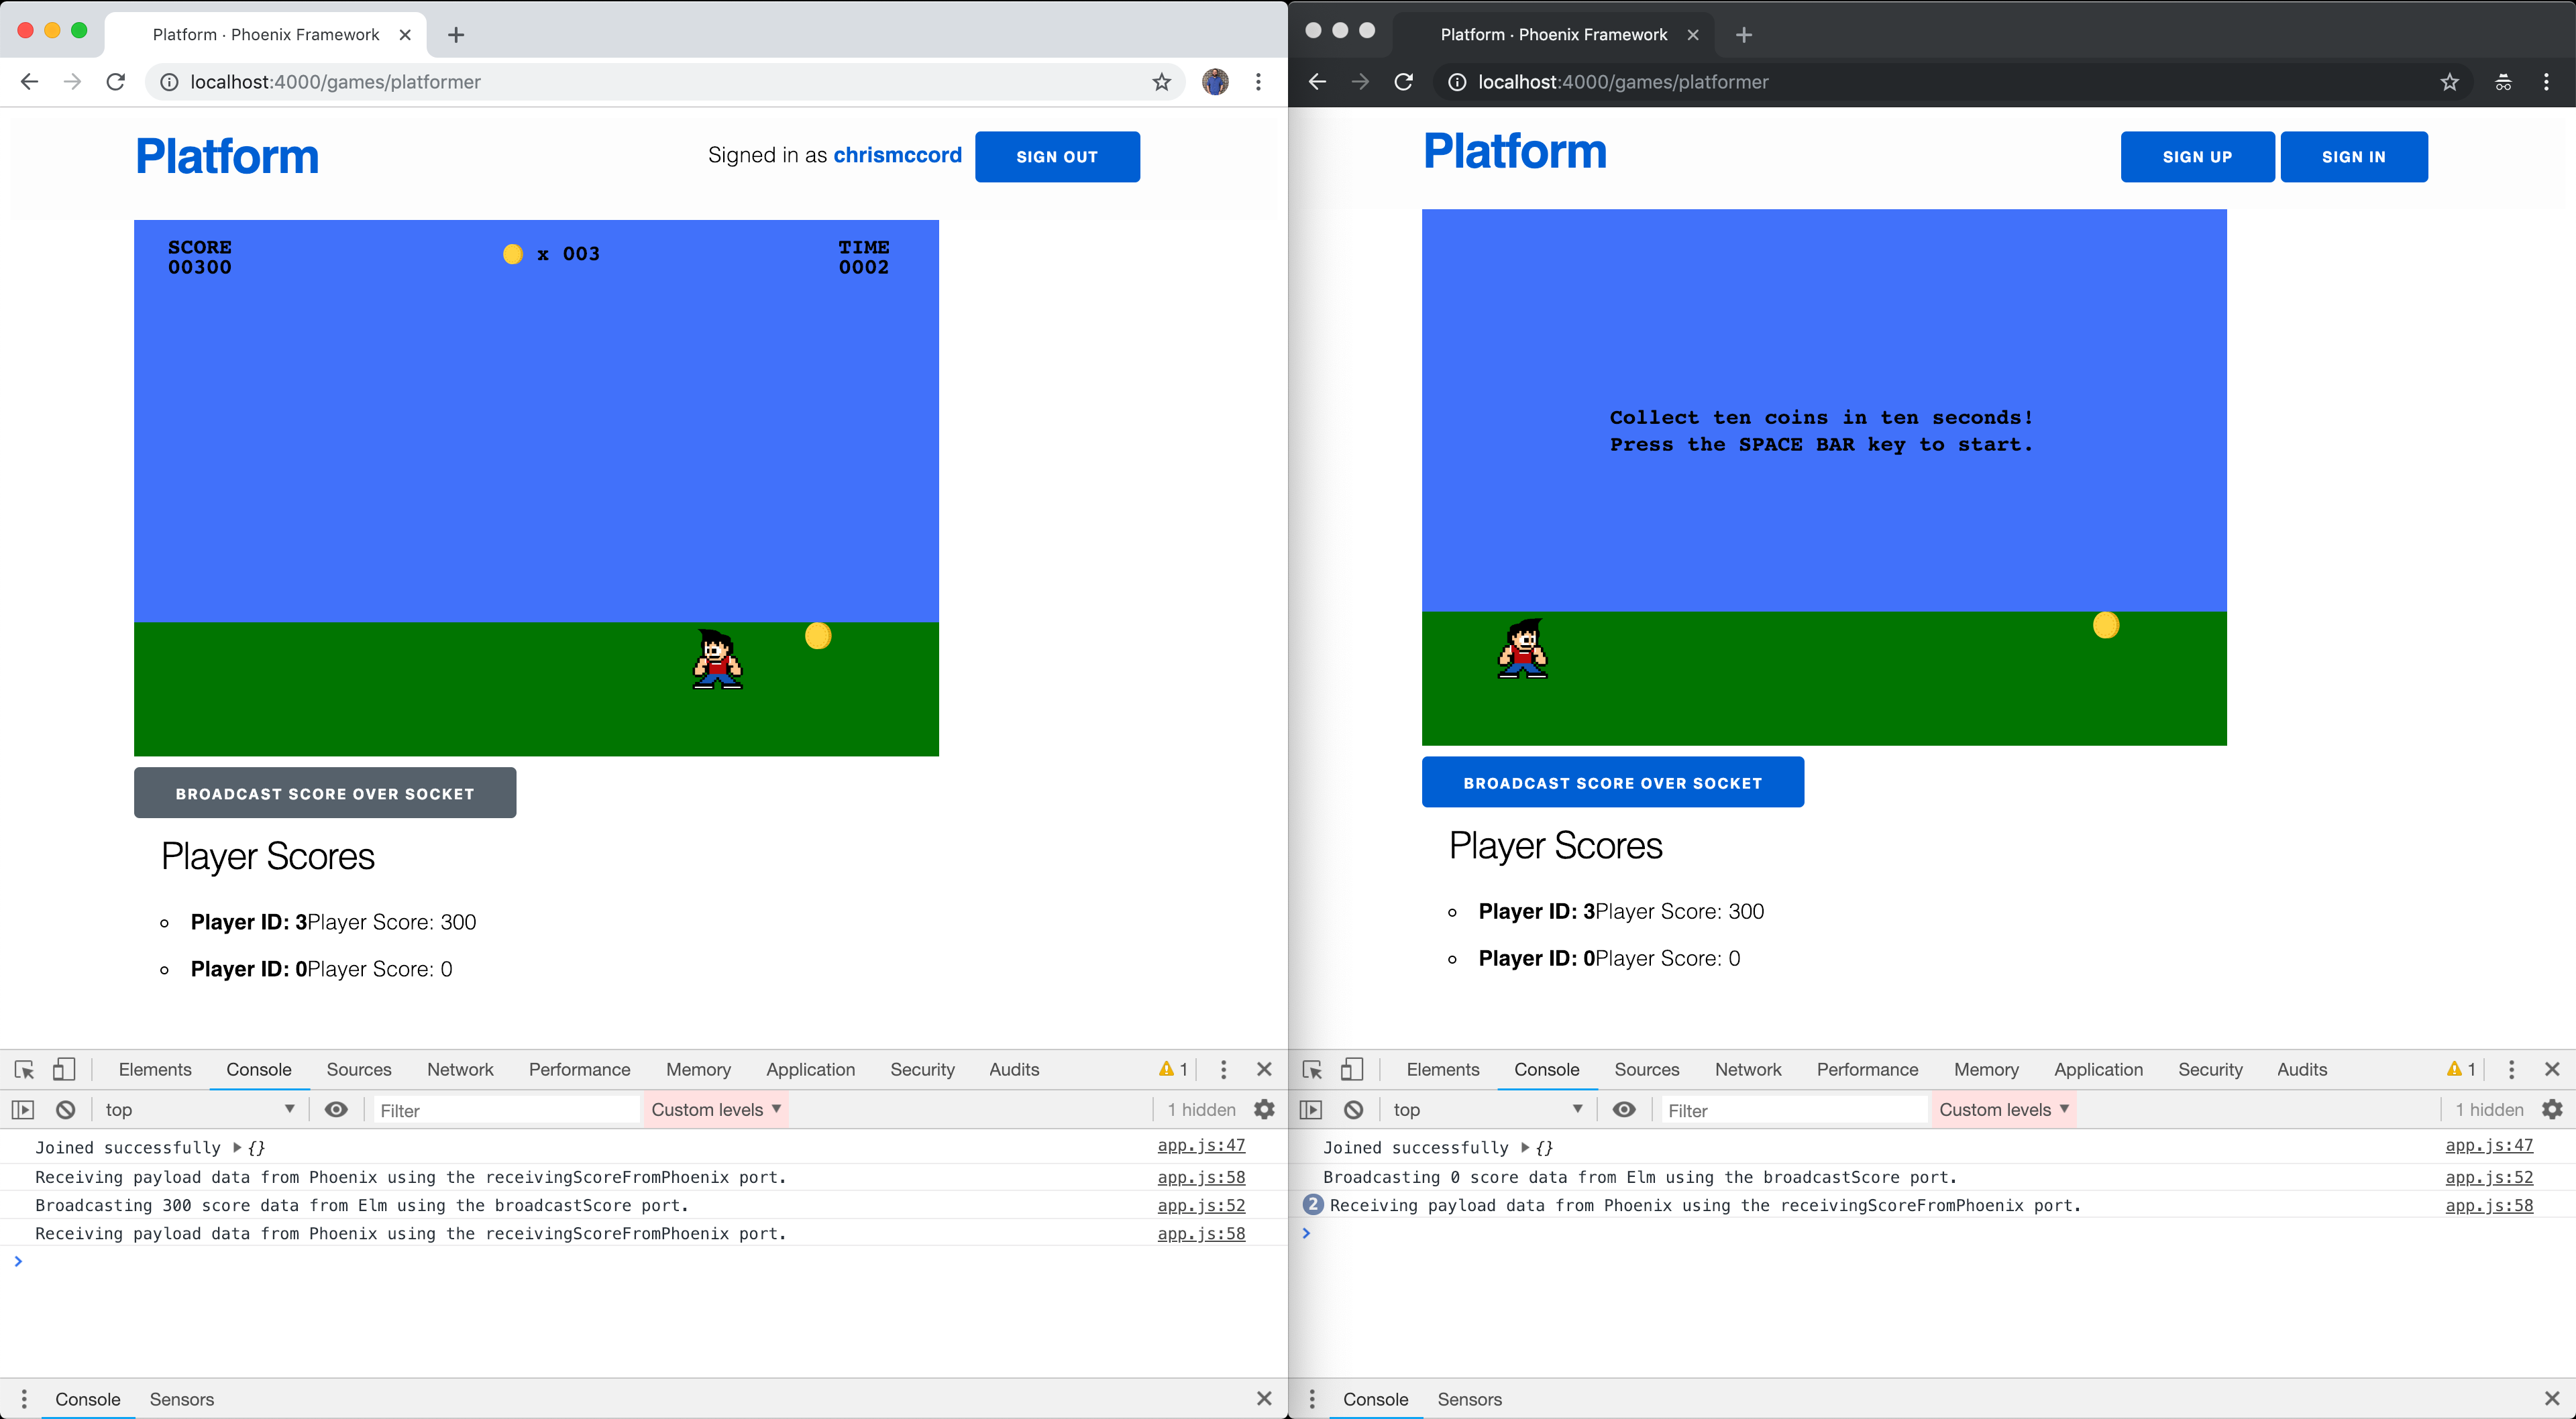 Platform · Phoenix Framework
localhost:4000/games/platformer
Platform
Signed in as chrismccord
SIGN OUT
SCORE
00300
x 003
TIME
0002
BROADCAST SCORE OVER SOCKET
Player Scores
Player ID: 3Player Score: 300
Player ID: 0Player Score: 0
Elements Console Sources Network Performance Memory Application Security Audits 1
top Filter Custom levels 1 hidden
Joined successfully {} app.js:47
Receiving payload data from Phoenix using the receivingScoreFromPhoenix port. app.js:58
Broadcasting 300 score data from Elm using the broadcastScore port. app.js:52
Receiving payload data from Phoenix using the receivingScoreFromPhoenix port. app.js:58
Console Sensors
Platform · Phoenix Framework
localhost:4000/games/platformer
Platform
SIGN UP SIGN IN
Collect ten coins in ten seconds!
Press the SPACE BAR key to start.
BROADCAST SCORE OVER SOCKET
Player Scores
Player ID: 3Player Score: 300
Player ID: 0Player Score: 0
Elements Console Sources Network Performance Memory Application Security Audits 1
top Filter Custom levels 1 hidden
Joined successfully {} app.js:47
Broadcasting 0 score data from Elm using the broadcastScore port. app.js:52
2 Receiving payload data from Phoenix using the receivingScoreFromPhoenix port. app.js:58
Console Sensors